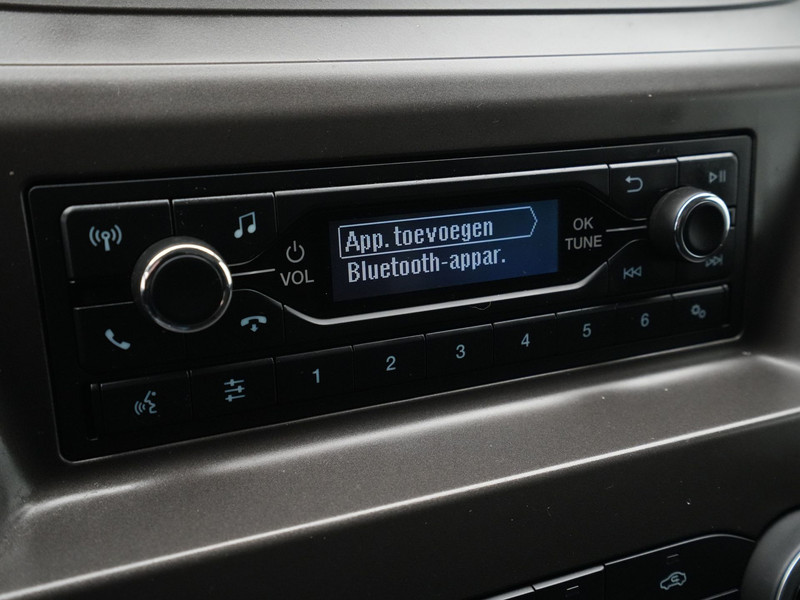 App. toevoegen
Bluetooth-appar.
VOL
OK
TUNE
1 2 3 4 5 6